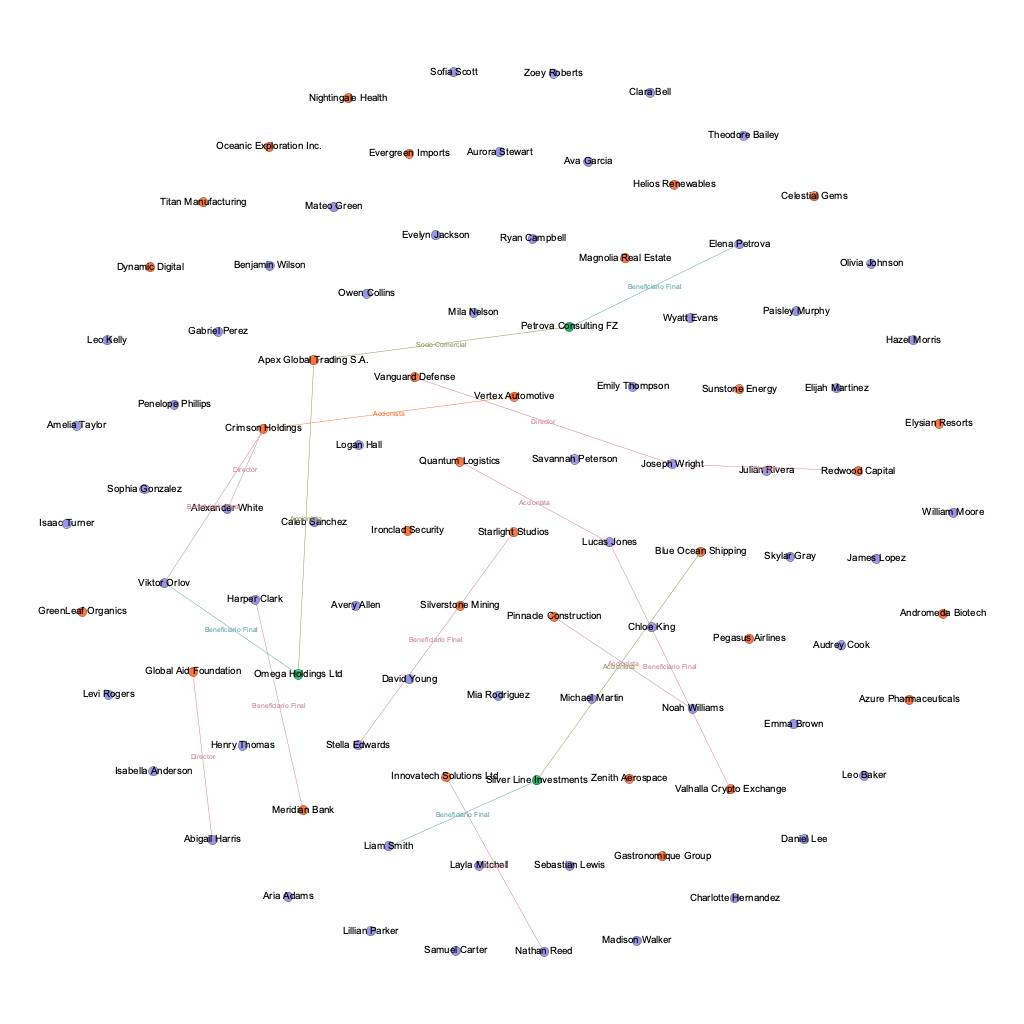 Sofia Scott
Zoey Roberts
Clara Bell
Nightingale Health
Theodore Bailey
Oceanic Exploration Inc.
Evergreen Imports
Aurora Stewart
Ava Garcia
Helios Renewables
Celestial Gems
Titan Manufacturing
Mateo Green
Evelyn Jackson
Ryan Campbell
Elena Petrova
Magnolia Real Estate
Olivia Johnson
Dynamic Digital
Benjamin Wilson
Beneficiario Final
Owen Collins
Mila Nelson
Paisley Murphy
Wyatt Evans
Petrova Consulting FZ
Gabriel Perez
Leo Kelly
Hazel Morris
Socio Comercial
Apex Global Trading S.A.
Vanguard Defense
Emily Thompson
Sunstone Energy
Elijah Martinez
Vertex Automotive
Penelope Phillips
Accionista
Director
Amelia Taylor
Crimson Holdings
Elysian Resorts
Logan Hall
Quantum Logistics
Savannah Peterson
Joseph Wright
Julian Rivera
Redwood Capital
Director
Sophia Gonzalez
Accionista
Alexander White
William Moore
Isaac Turner
Caleb Sanchez
Ironclad Security
Starlight Studios
Lucas Jones
Blue Ocean Shipping
Skylar Gray
James Lopez
Viktor Orlov
Harper Clark
Avery Allen
Silverstone Mining
GreenLeaf Organics
Pinnacle Construction
Andromeda Biotech
Chloe King
Beneficiario Final
Beneficiario Final
Pegasus Airlines
Audrey Cook
Accionista
Accionista
Beneficiario Final
Global Aid Foundation
Omega Holdings Ltd
David Young
Levi Rogers
Mia Rodriguez
Michael Martin
Azure Pharmaceuticals
Beneficiario Final
Noah Williams
Emma Brown
Henry Thomas
Stella Edwards
Director
Isabella Anderson
Innovatech Solutions Ltd
Silver Line Investments
Zenith Aerospace
Leo Baker
Valhalla Crypto Exchange
Meridian Bank
Beneficiario Final
Abigail Harris
Daniel Lee
Liam Smith
Gastronomique Group
Layla Mitchell
Sebastian Lewis
Aria Adams
Charlotte Hernandez
Lillian Parker
Madison Walker
Samuel Carter
Nathan Reed